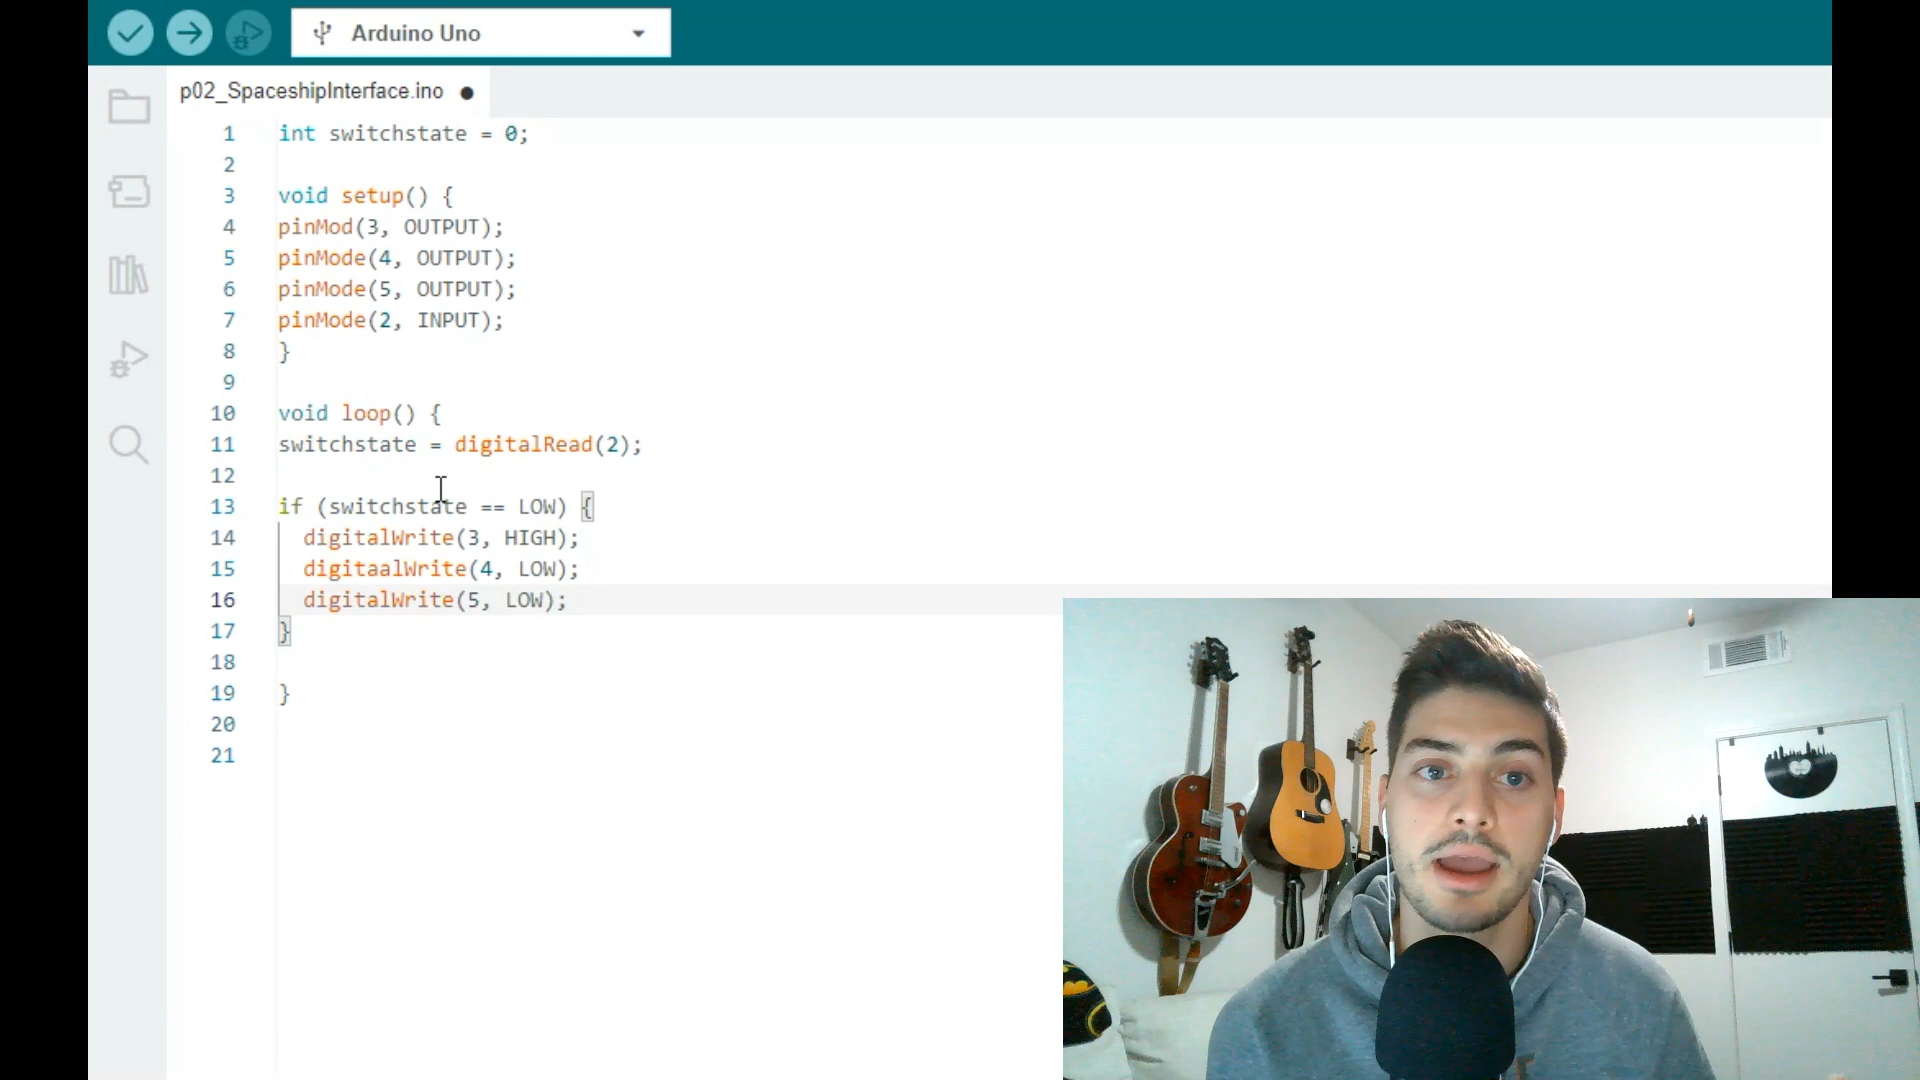 Arduino Uno
p02_SpaceshipInterface.ino
1 int switchstate = 0;
2
3 void setup() {
4 pinMod(3, OUTPUT);
5 pinMode(4, OUTPUT);
6 pinMode(5, OUTPUT);
7 pinMode(2, INPUT);
8 }
9
10 void loop() {
11 switchstate = digitalRead(2);
12
13 if (switchstate == LOW) {
14 digitalWrite(3, HIGH);
15 digitaalWrite(4, LOW);
16 digitalWrite(5, LOW);
17 }
18
19 }
20
21